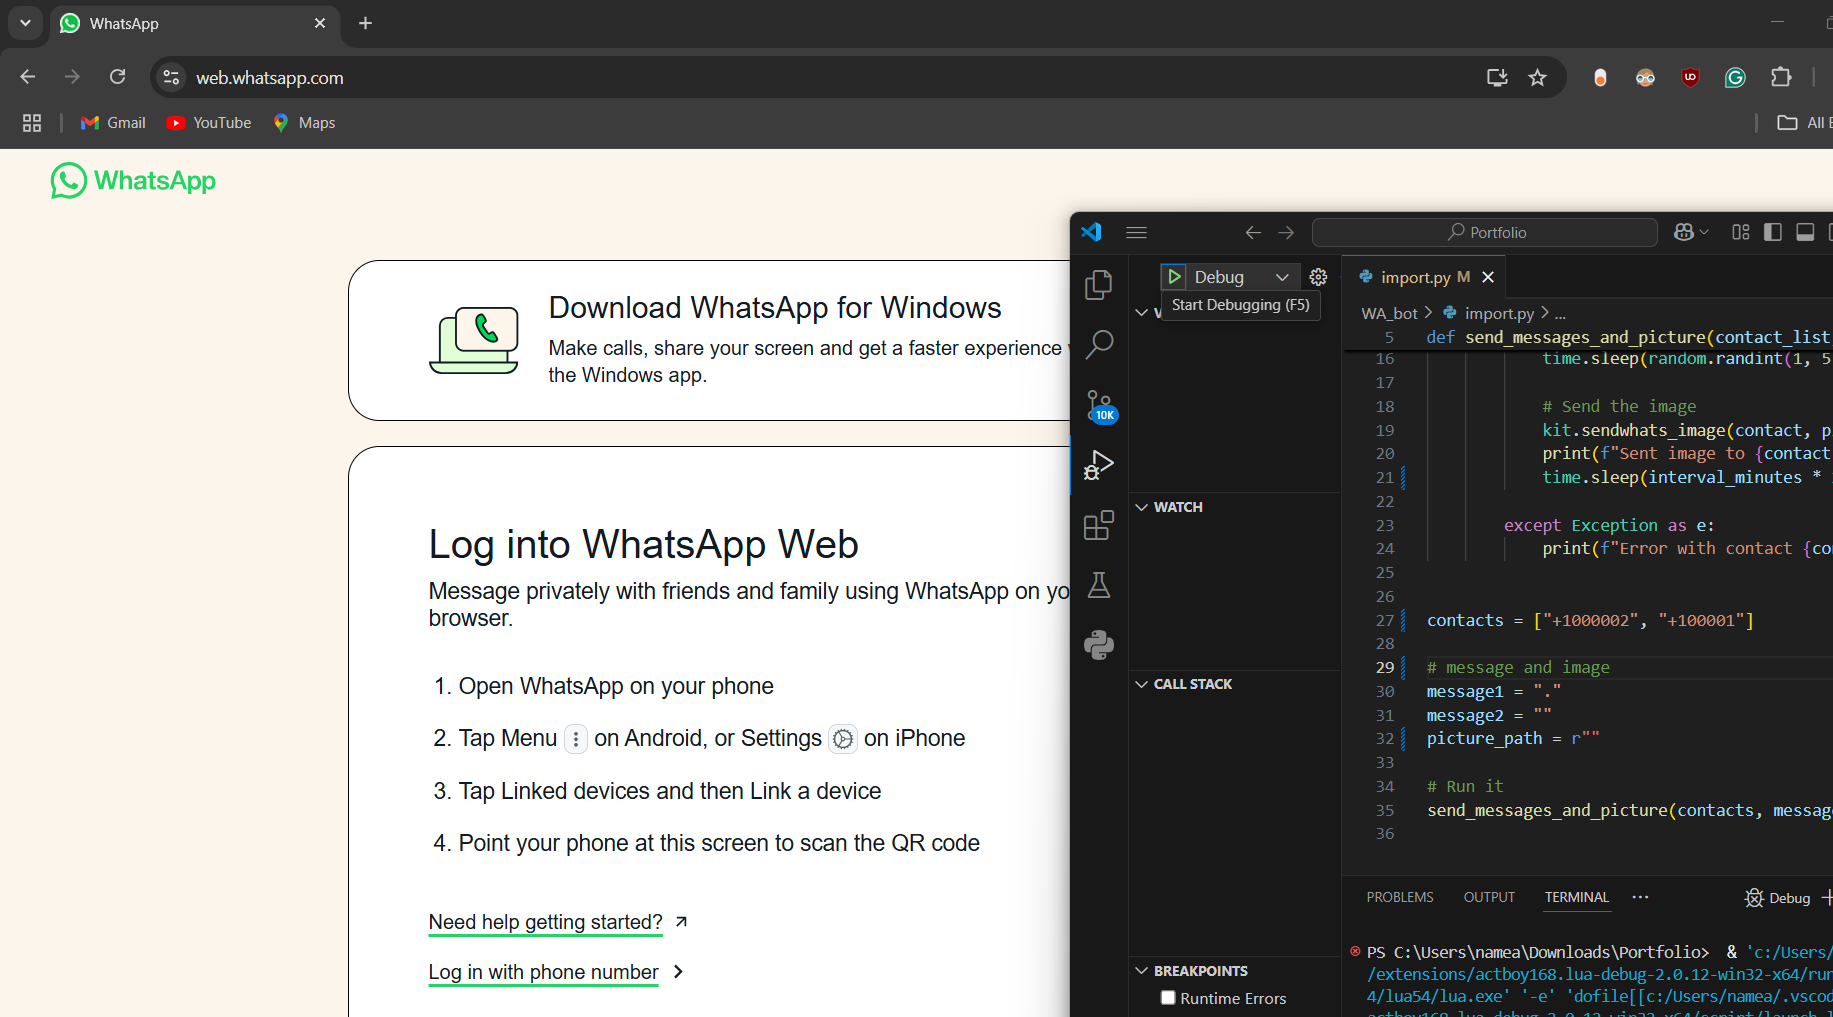 WhatsApp
web.whatsapp.com
Gmail
YouTube
Maps
All
WhatsApp
Download WhatsApp for Windows
Make calls, share your screen and get a faster experience
the Windows app.
Log into WhatsApp Web
Message privately with friends and family using WhatsApp on yo
browser.
1. Open WhatsApp on your phone
2. Tap Menu on Android, or Settings on iPhone
3. Tap Linked devices and then Link a device
4. Point your phone at this screen to scan the QR code
Need help getting started?
Log in with phone number
Portfolio
10K
Debug
Start Debugging (F5)
WATCH
CALL STACK
BREAKPOINTS
Runtime Errors
import.py M
WA_bot > import.py > ...
5 def send_messages_and_picture(contact_list
16 time.sleep(random.randint(1, 5
17
18 # Send the image
19 kit.sendwhats_image(contact, p
20 print(f"Sent image to {contact
21 time.sleep(interval_minutes *
22
23 except Exception as e:
24 print(f"Error with contact {co
25
26
27 contacts = ["+1000002", "+100001"]
28
29 # message and image
30 message1 = "."
31 message2 = ""
32 picture_path = r""
33
34 # Run it
35 send_messages_and_picture(contacts, messag
36
PROBLEMS OUTPUT TERMINAL ... Debug
PS C:\Users\namea\Downloads\Portfolio> & 'c:/Users/
/extensions/actboy168.lua-debug-2.0.12-win32-x64/ru
4/lua54/lua.exe' '-e' 'dofile[[c:/Users/namea/.vscod